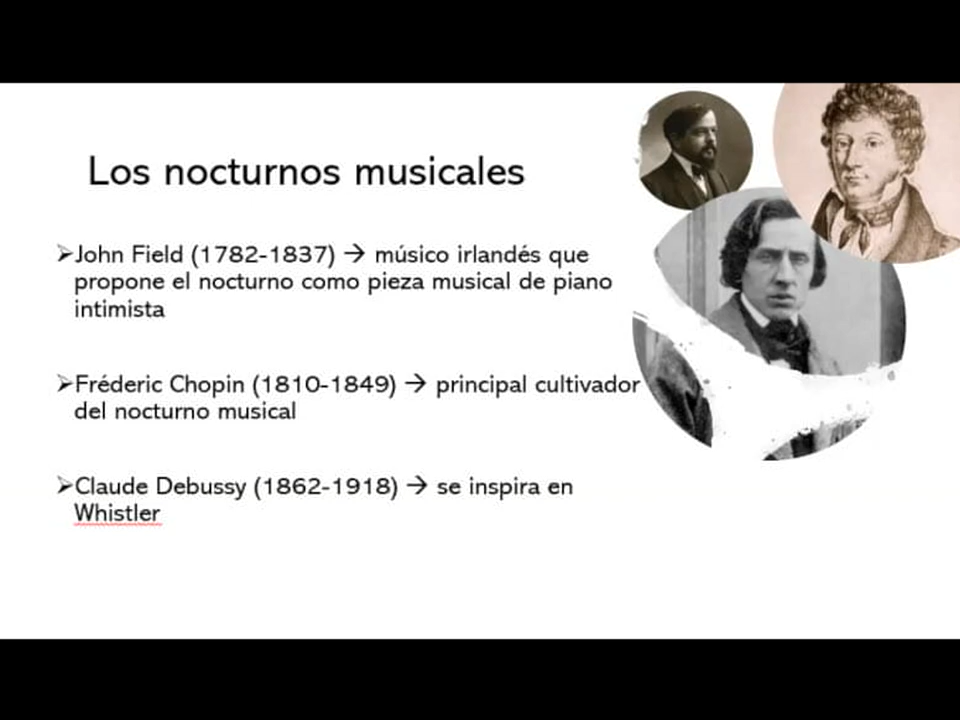 Los nocturnos musicales
➢John Field (1782-1837) → músico irlandés que
propone el nocturno como pieza musical de piano
intimista
➢Fréderic Chopin (1810-1849) → principal cultivador
del nocturno musical
➢Claude Debussy (1862-1918) → se inspira en
Whistler